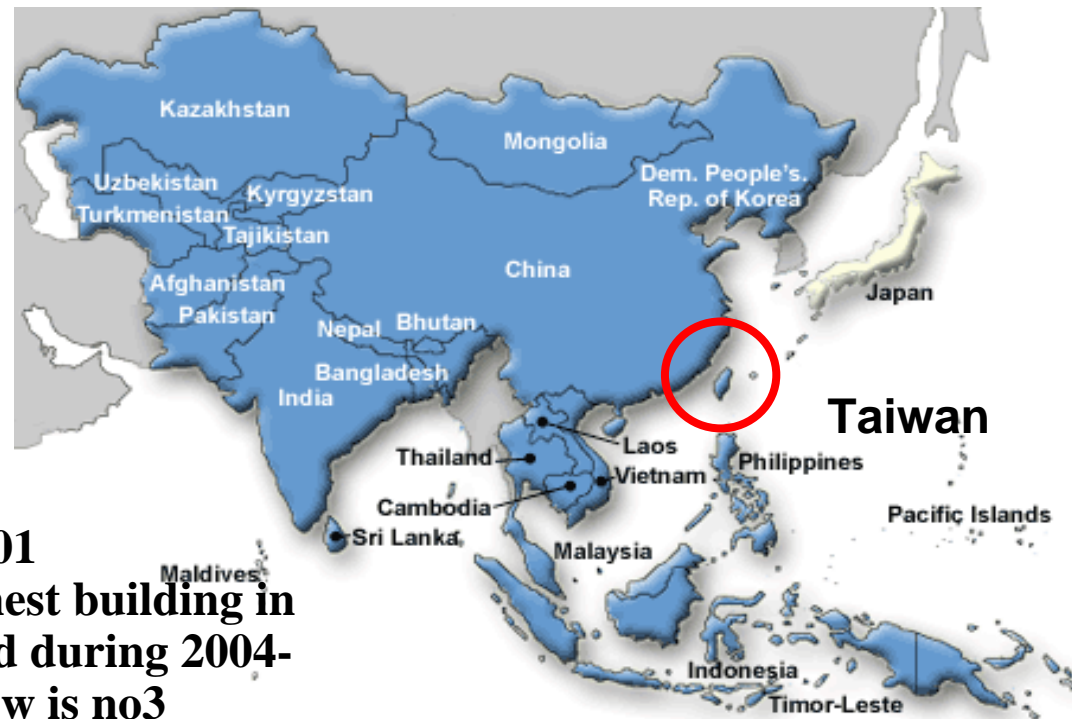 Kazakhstan
Mongolia
Dem. People's.
Rep. of Korea
Uzbekistan
Kyrgyzstan
Turkmenistan
Tajikistan
China
Afghanistan
Pakistan
Japan
Nepal
Bhutan
Bangladesh
India
Taiwan
Laos
Thailand
Vietnam
Philippines
Cambodia
Pacific Islands
Sri Lanka
Malaysia
Maldives
01
nest building in
d during 2004-
w is no3
Indonesia
Timor-Leste